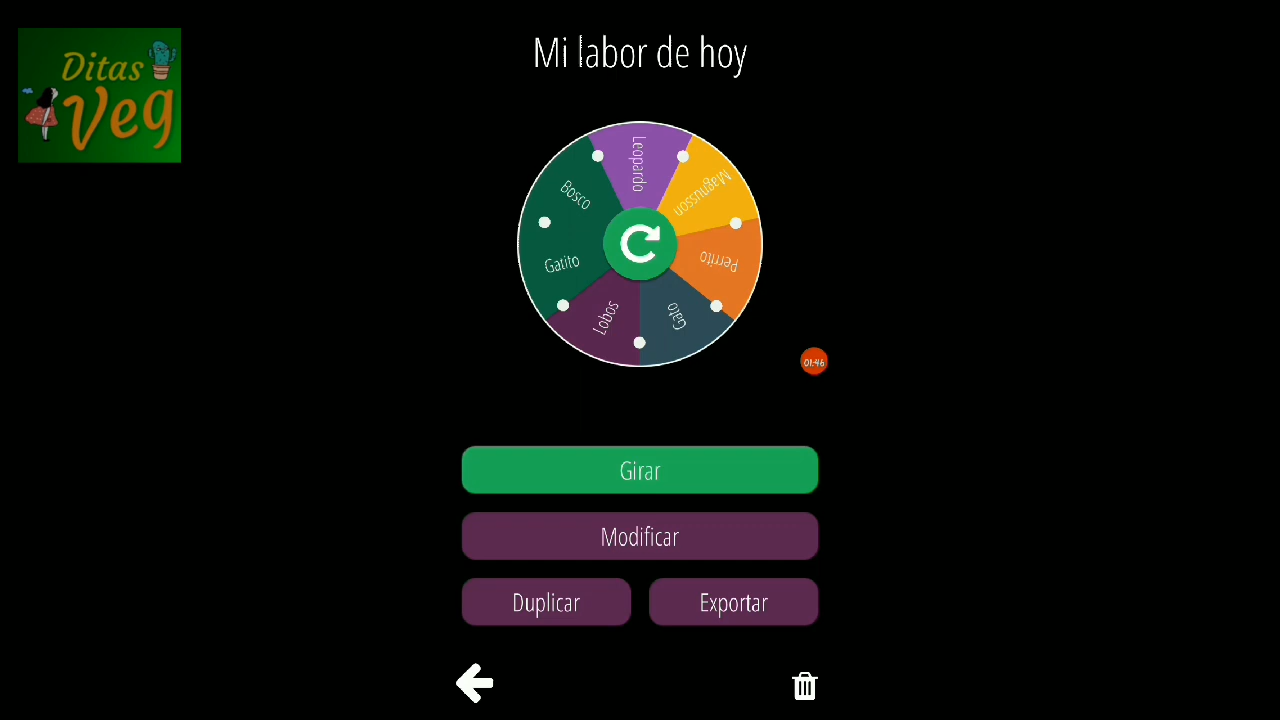 Ditas
Veg
Mi labor de hoy
Leopardo
Magnusson
Perrito
Gato
Lobos
Gatito
Bosco
01:46
Girar
Modificar
Duplicar
Exportar